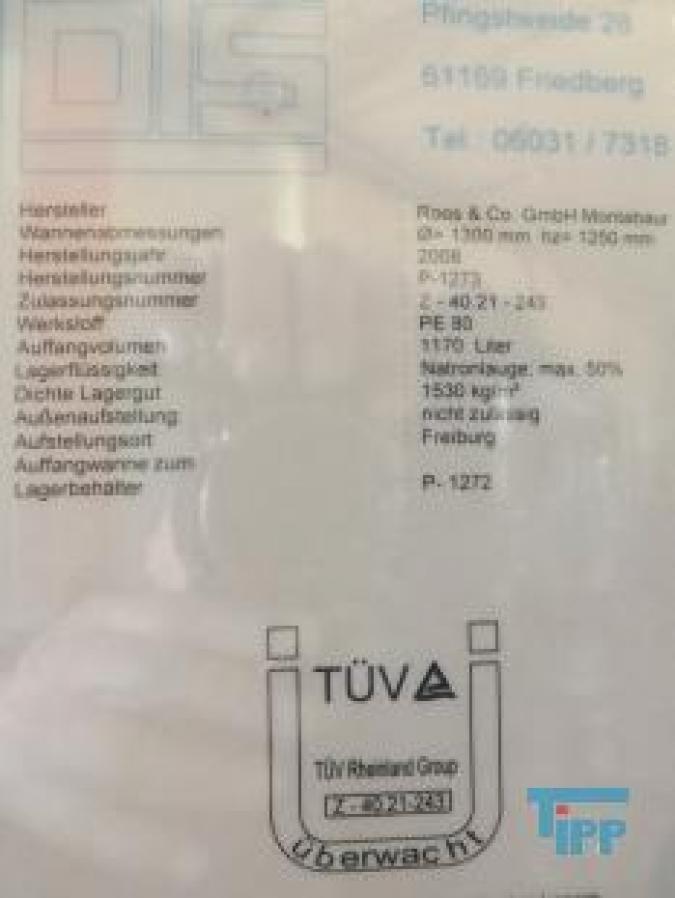 DTS
Pfingstweide 26
61169 Friedberg
Tel : 06031 / 7318
Hersteller Roos & Co. GmbH Montabaur
Wannenabmessungen Ø= 1300 mm hz= 1250 mm
Herstellungsjahr 2008
Herstellungsnummer P-1273
Zulassungsnummer Z - 40.21 - 243
Werkstoff PE 80
Auffangvolumen 1170 Liter
Lagerflüssigkeit Natronlauge, max. 50%
Dichte Lagergut 1530 kg/m³
Außenaufstellung nicht zulässig
Aufstellungsort Freiburg
Auffangwanne zum
Lagerbehälter P- 1272
TÜV
TÜV Rheinland Group
Z - 40.21-243
überwacht
TIPP